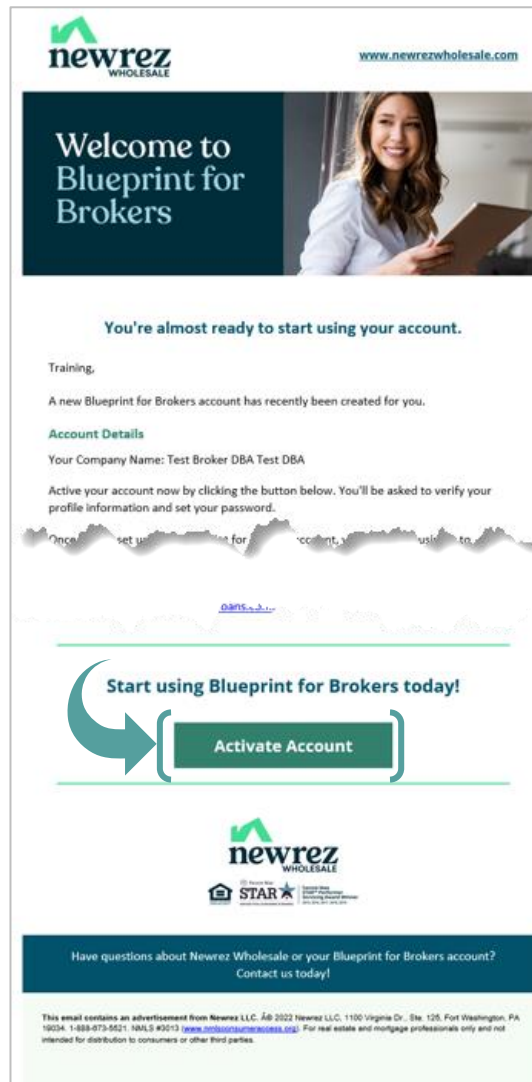 newrez
WHOLESALE
www.newrezwholesale.com
Welcome to
Blueprint for
Brokers
You're almost ready to start using your account.
Training,
A new Blueprint for Brokers account has recently been created for you.
Account Details
Your Company Name: Test Broker DBA Test DBA
Active your account now by clicking the button below. You'll be asked to verify your
profile information and set your password.
Once set for
Start using Blueprint for Brokers today!
Activate Account
newrez
WHOLESALE
STAR
Have questions about Newrez Wholesale or your Blueprint for Brokers account?
Contact us today!
This email contains an advertisement from Newrez LLC. Â® 2022 Newrez LLC, 1100 Virginia Dr., Ste. 125, Fort Washington, PA
19034. 1-888-673-5521. NMLS #3013 (www.nmlsconsumeraccess.org). For real estate and mortgage professionals only and not
intended for distribution to consumers or other third parties.